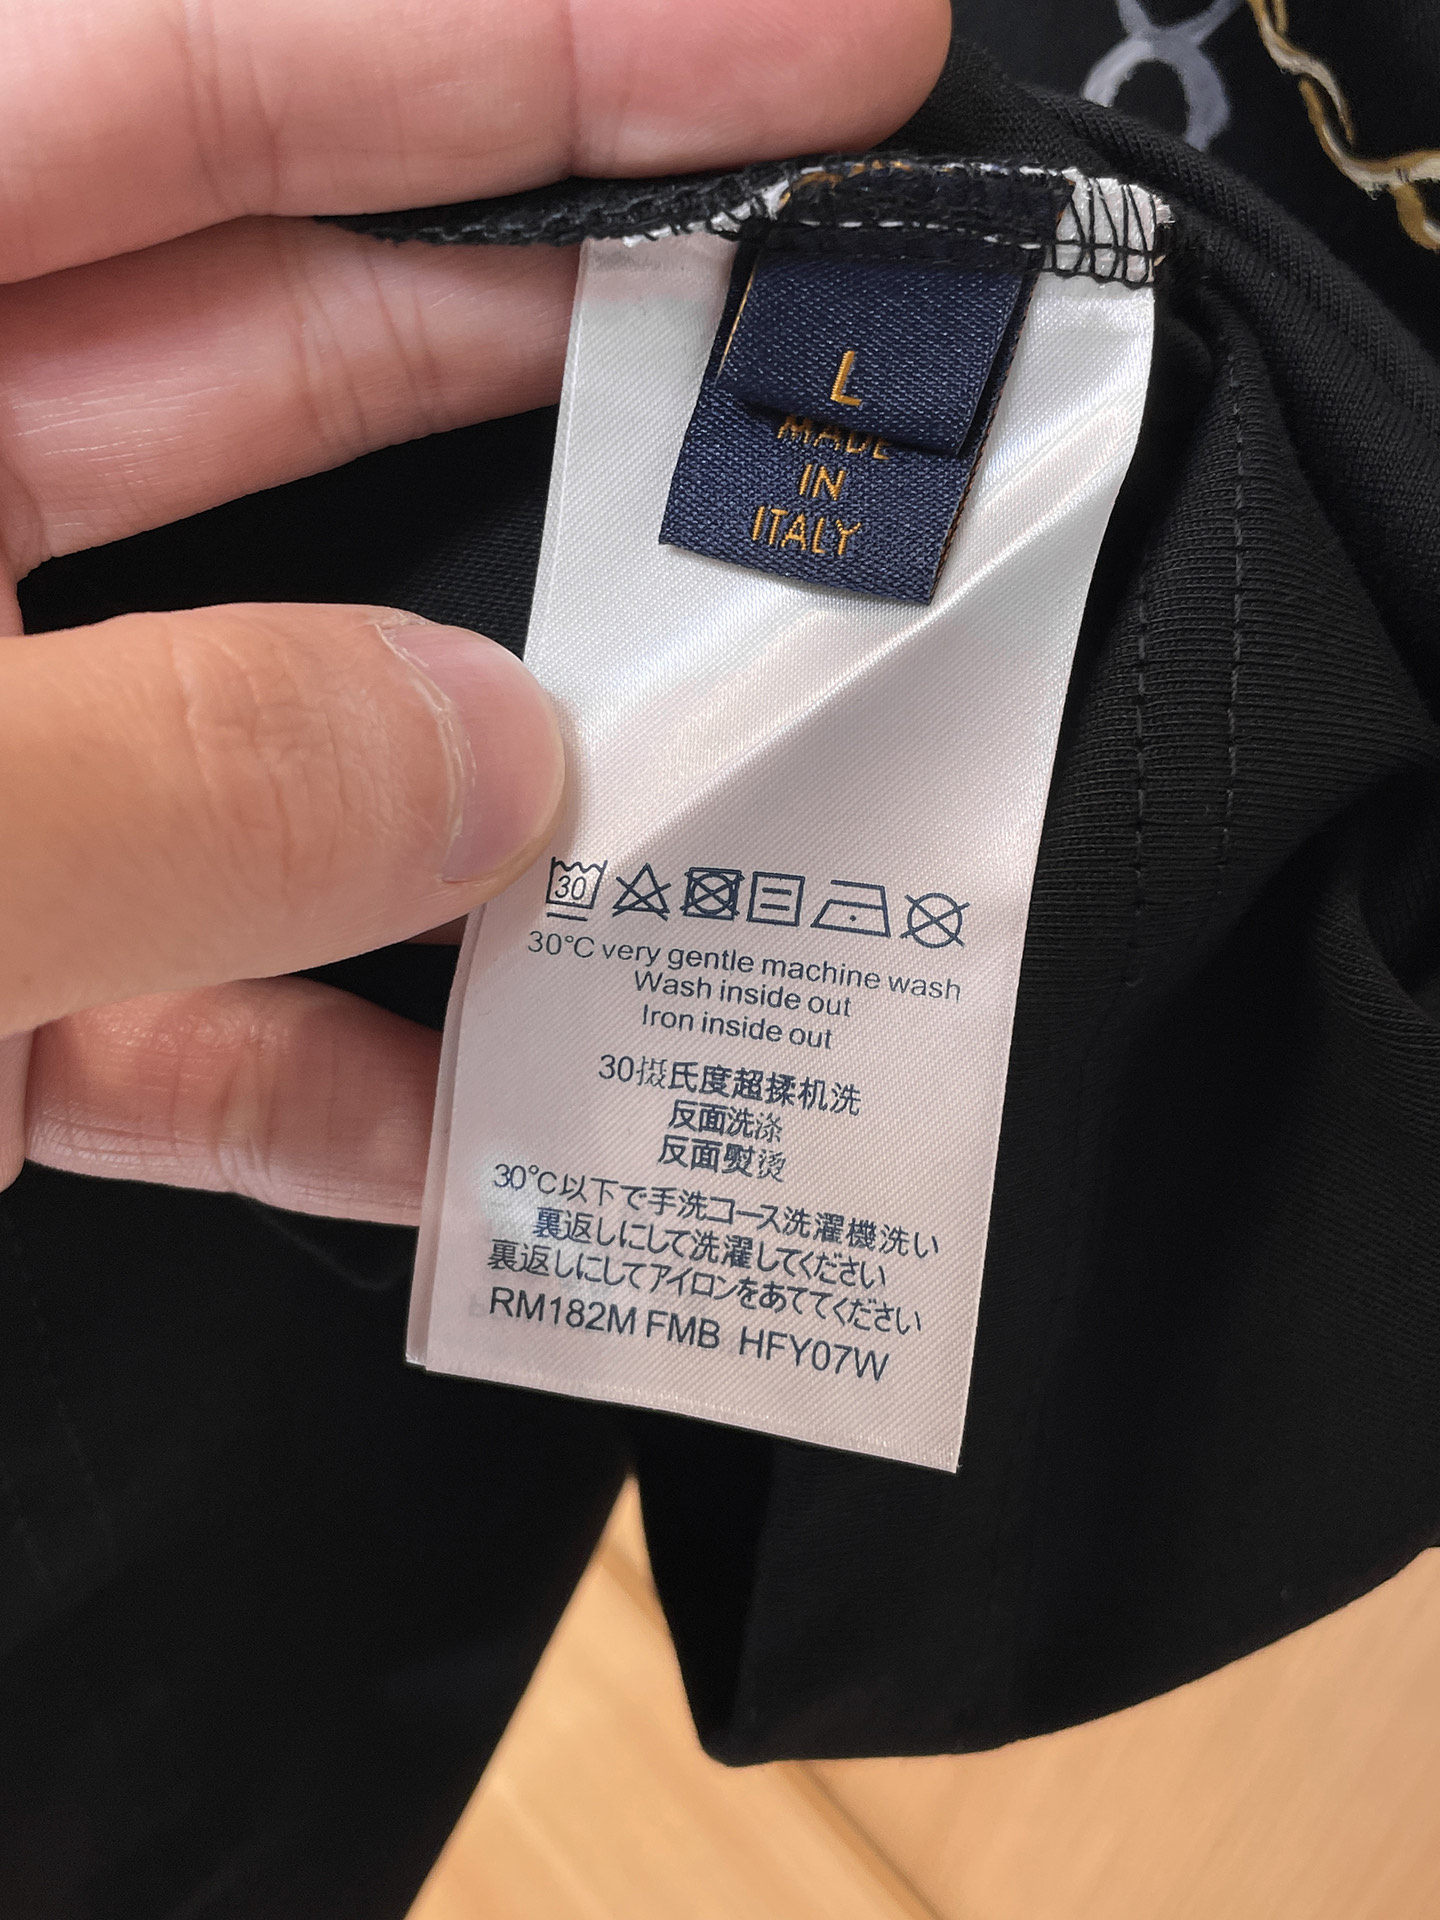 L
MADE
IN
ITALY
30
30°C very gentle machine wash
Wash inside out
Iron inside out
30摄氏度超揉机洗
反面洗涤
反面熨烫
30℃以下で手洗コース洗濯機洗い
裏返しにして洗濯してください
裏返しにしてアイロンをあててください
RM182M FMB HFY07W